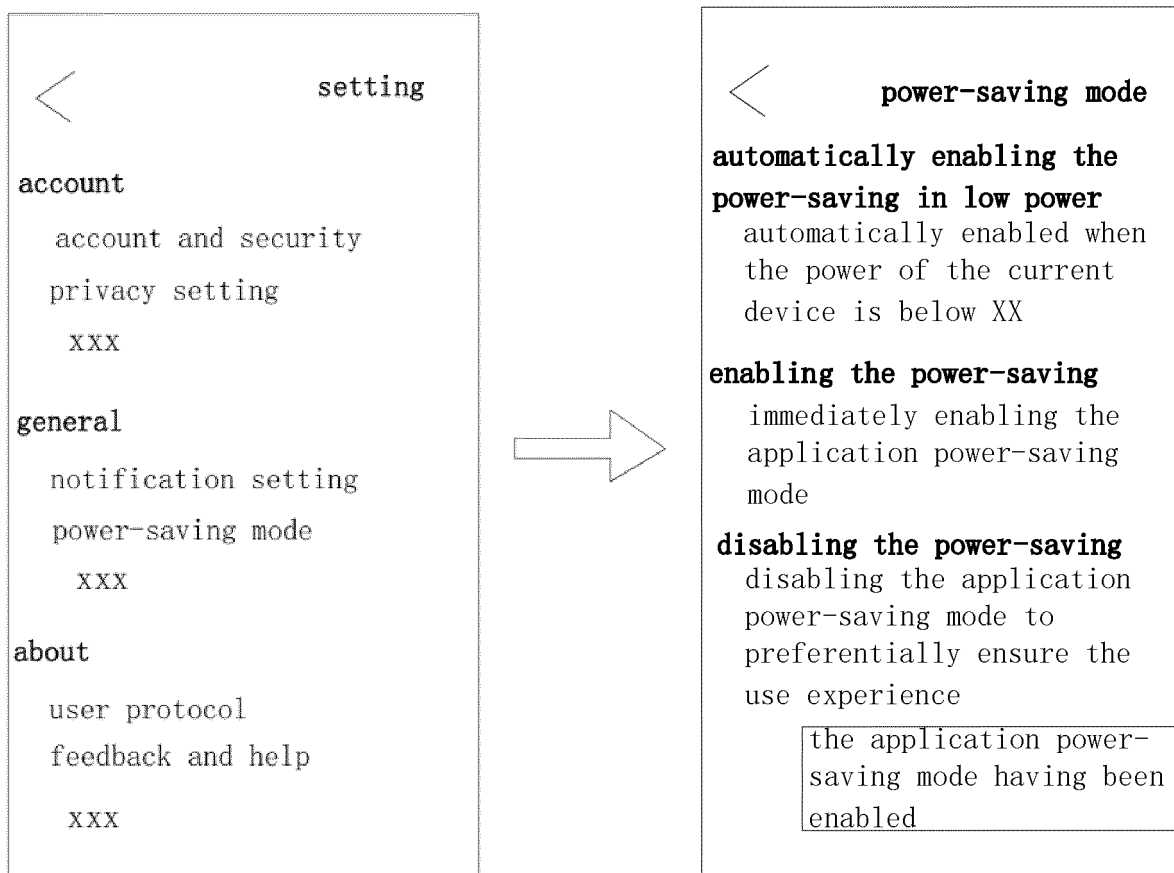 setting
account
account and security
privacy setting
xxx
general
notification setting
power-saving mode
xxx
about
user protocol
feedback and help
xxx
power-saving mode
automatically enabling the
power-saving in low power
automatically enabled when
the power of the current
device is below XX
enabling the power-saving
immediately enabling the
application power-saving
mode
disabling the power-saving
disabling the application
power-saving mode to
preferentially ensure the
use experience
the application power-
saving mode having been
enabled